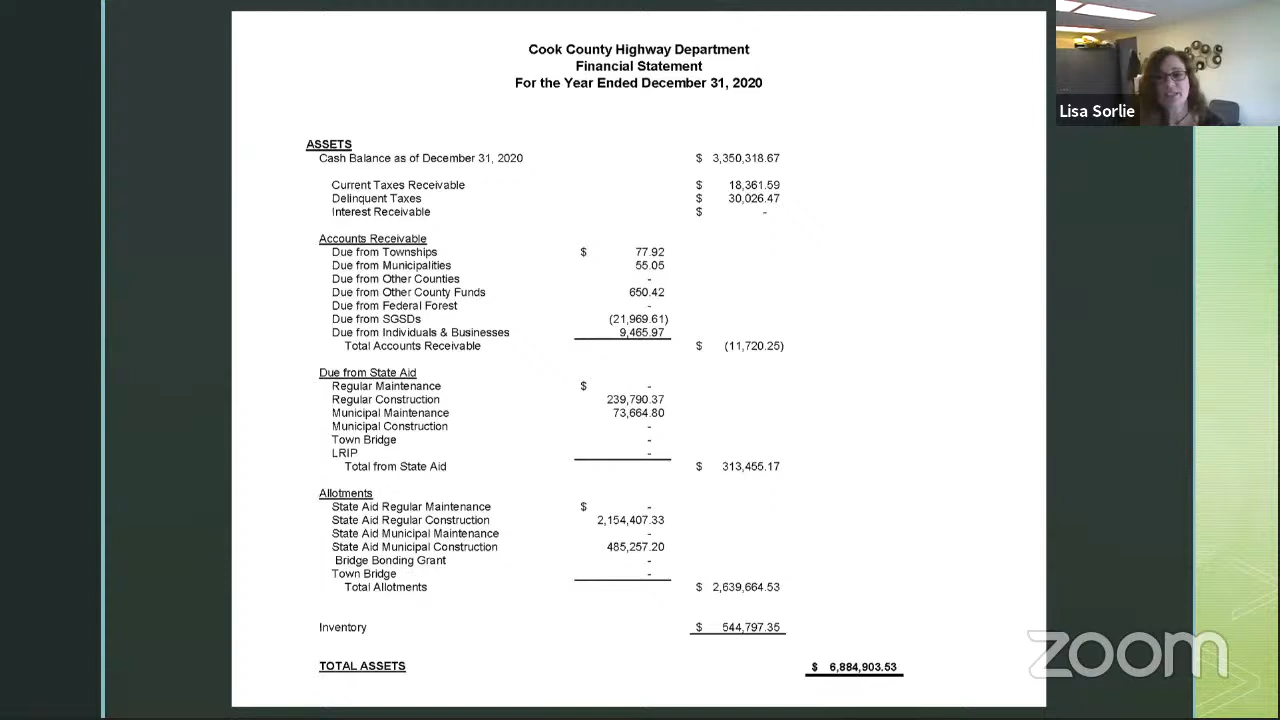 Cook County Highway Department
Financial Statement
For the Year Ended December 31, 2020
Lisa Sorlie
ASSETS
Cash Balance as of December 31, 2020 $ 3,350,318.67
Current Taxes Receivable $ 18,361.59
Delinquent Taxes $ 30,026.47
Interest Receivable $ -
Accounts Receivable
Due from Townships $ 77.92
Due from Municipalities 55.05
Due from Other Counties -
Due from Other County Funds 650.42
Due from Federal Forest -
Due from SGSDs (21,969.61)
Due from Individuals & Businesses 9,465.97
Total Accounts Receivable $ (11,720.25)
Due from State Aid
Regular Maintenance $ -
Regular Construction 239,790.37
Municipal Maintenance 73,664.80
Municipal Construction -
Town Bridge -
LRIP -
Total from State Aid $ 313,455.17
Allotments
State Aid Regular Maintenance $ -
State Aid Regular Construction 2,154,407.33
State Aid Municipal Maintenance -
State Aid Municipal Construction 485,257.20
Bridge Bonding Grant -
Town Bridge -
Total Allotments $ 2,639,664.53
Inventory $ 544,797.35
TOTAL ASSETS $ 6,884,903.53
zoom